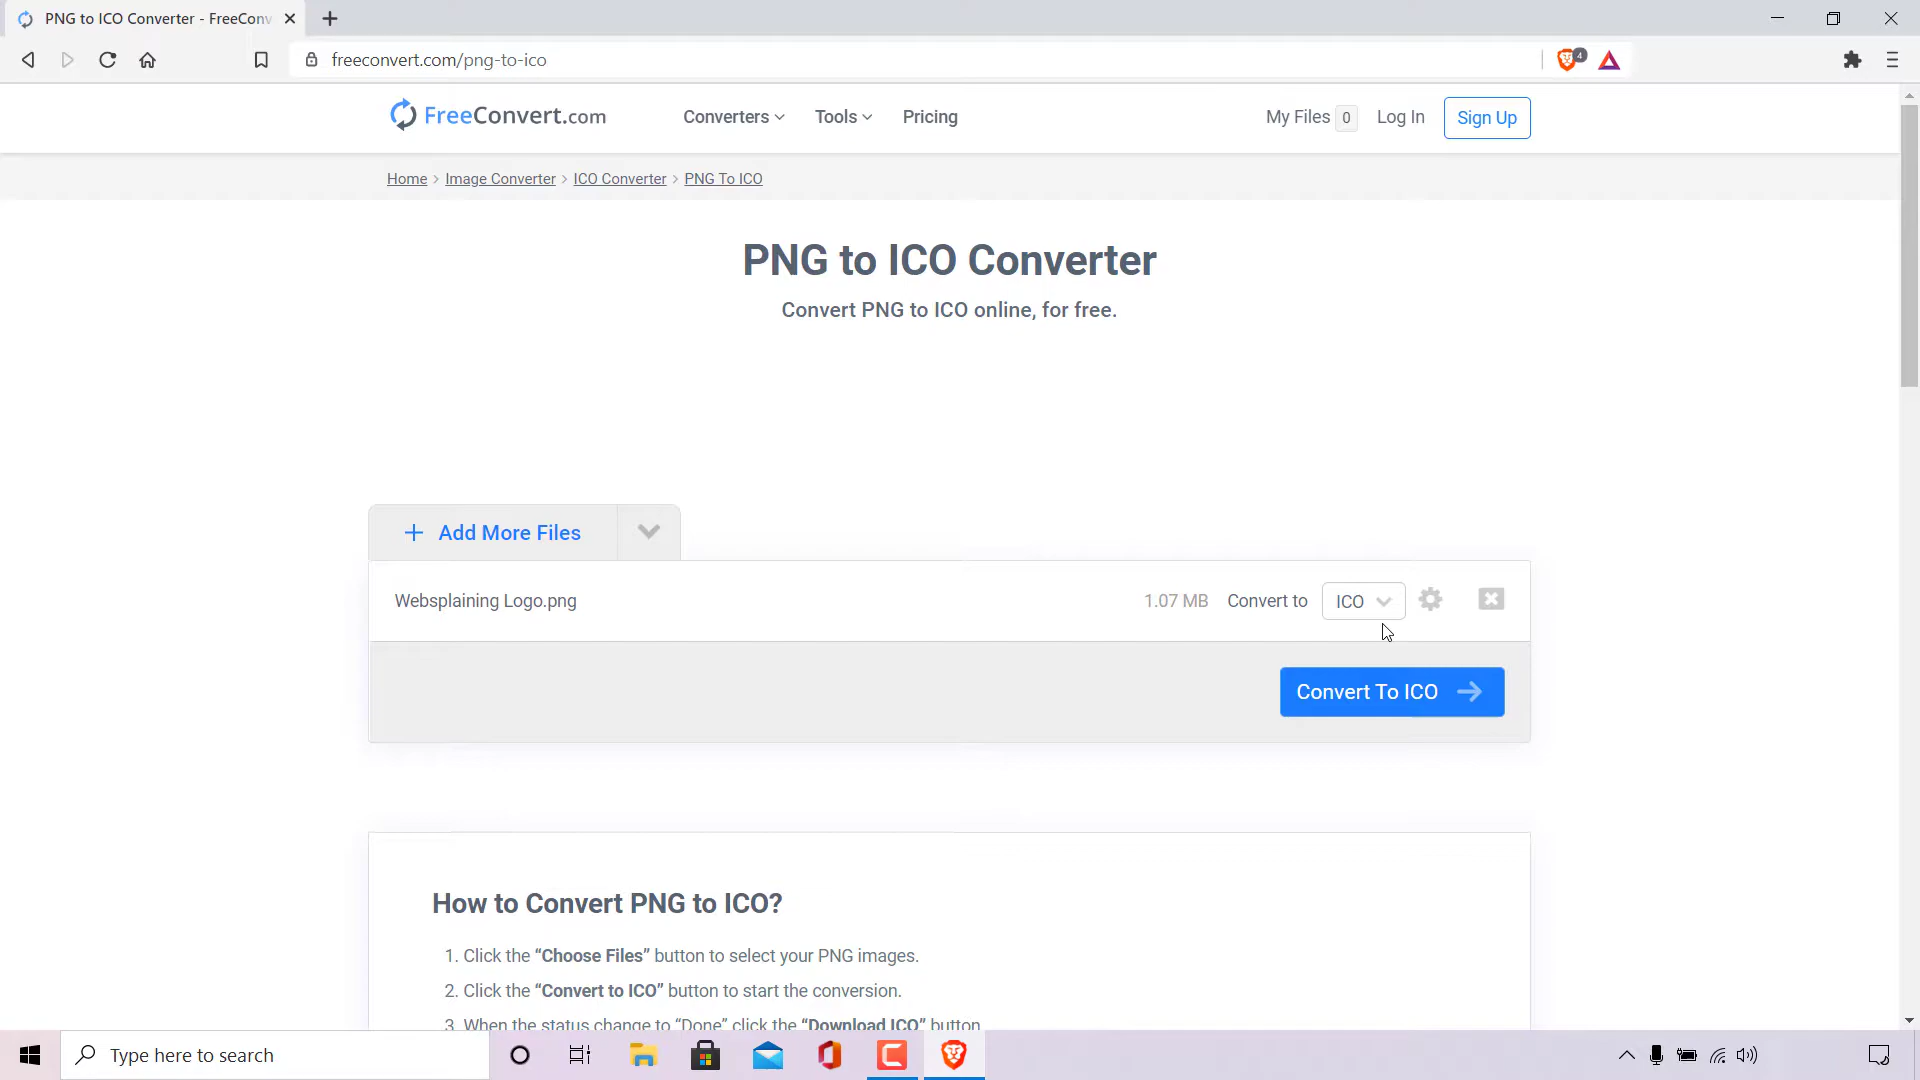 PNG to ICO Converter - FreeConv
freeconvert.com/png-to-ico
4
FreeConvert.com
Converters
Tools
Pricing
My Files 0
Log In
Sign Up
Home > Image Converter > ICO Converter > PNG To ICO
PNG to ICO Converter
Convert PNG to ICO online, for free.
+ Add More Files
Websplaining Logo.png
1.07 MB
Convert to
ICO
Convert To ICO
How to Convert PNG to ICO?
1. Click the “Choose Files” button to select your PNG images.
2. Click the “Convert to ICO” button to start the conversion.
3. When the status change to “Done” click the “Download ICO” button
Type here to search